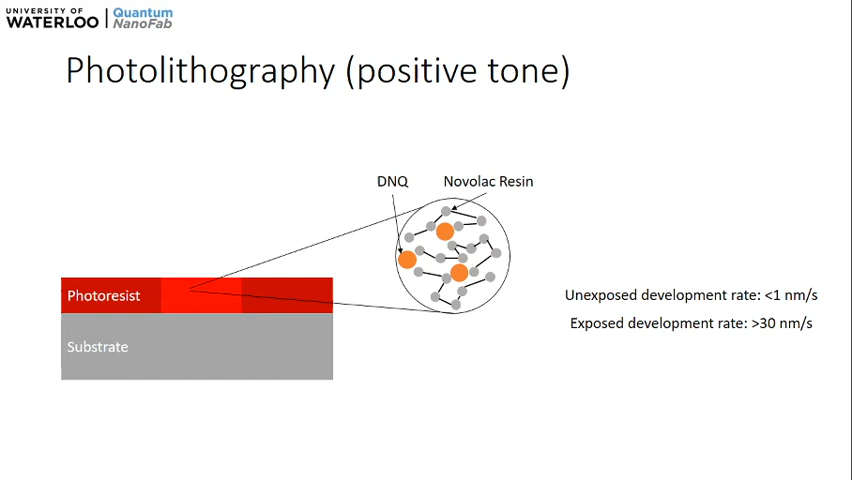 UNIVERSITY OF
WATERLOO
Quantum
NanoFab
Photolithography (positive tone)
DNQ
Novolac Resin
Photoresist
Substrate
Unexposed development rate: <1 nm/s
Exposed development rate: >30 nm/s